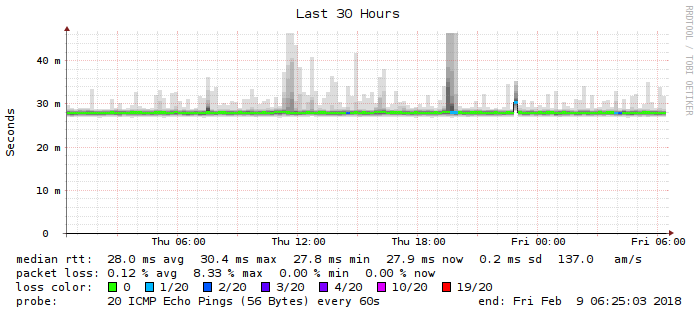 Last 30 Hours
RRDTOOL / TOBI OETIKER
Seconds
40 m
30 m
20 m
10 m
0
Thu 06:00 Thu 12:00 Thu 18:00 Fri 00:00 Fri 06:00
median rtt: 28.0 ms avg 30.4 ms max 27.8 ms min 27.9 ms now 0.2 ms sd 137.0 am/s
packet loss: 0.12 % avg 8.33 % max 0.00 % min 0.00 % now
loss color: 0 1/20 2/20 3/20 4/20 10/20 19/20
probe: 20 ICMP Echo Pings (56 Bytes) every 60s end: Fri Feb 9 06:25:03 2018